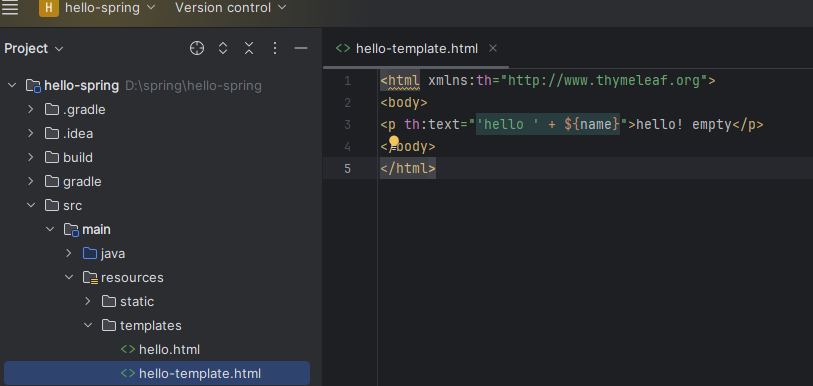 H hello-spring Version control
Project
hello-spring D:\spring\hello-spring
.gradle
.idea
build
gradle
src
main
java
resources
static
templates
hello.html
hello-template.html
hello-template.html
1 <html xmlns:th="http://www.thymeleaf.org">
2 <body>
3 <p th:text="'hello ' + ${name}">hello! empty</p>
4 </body>
5 </html>